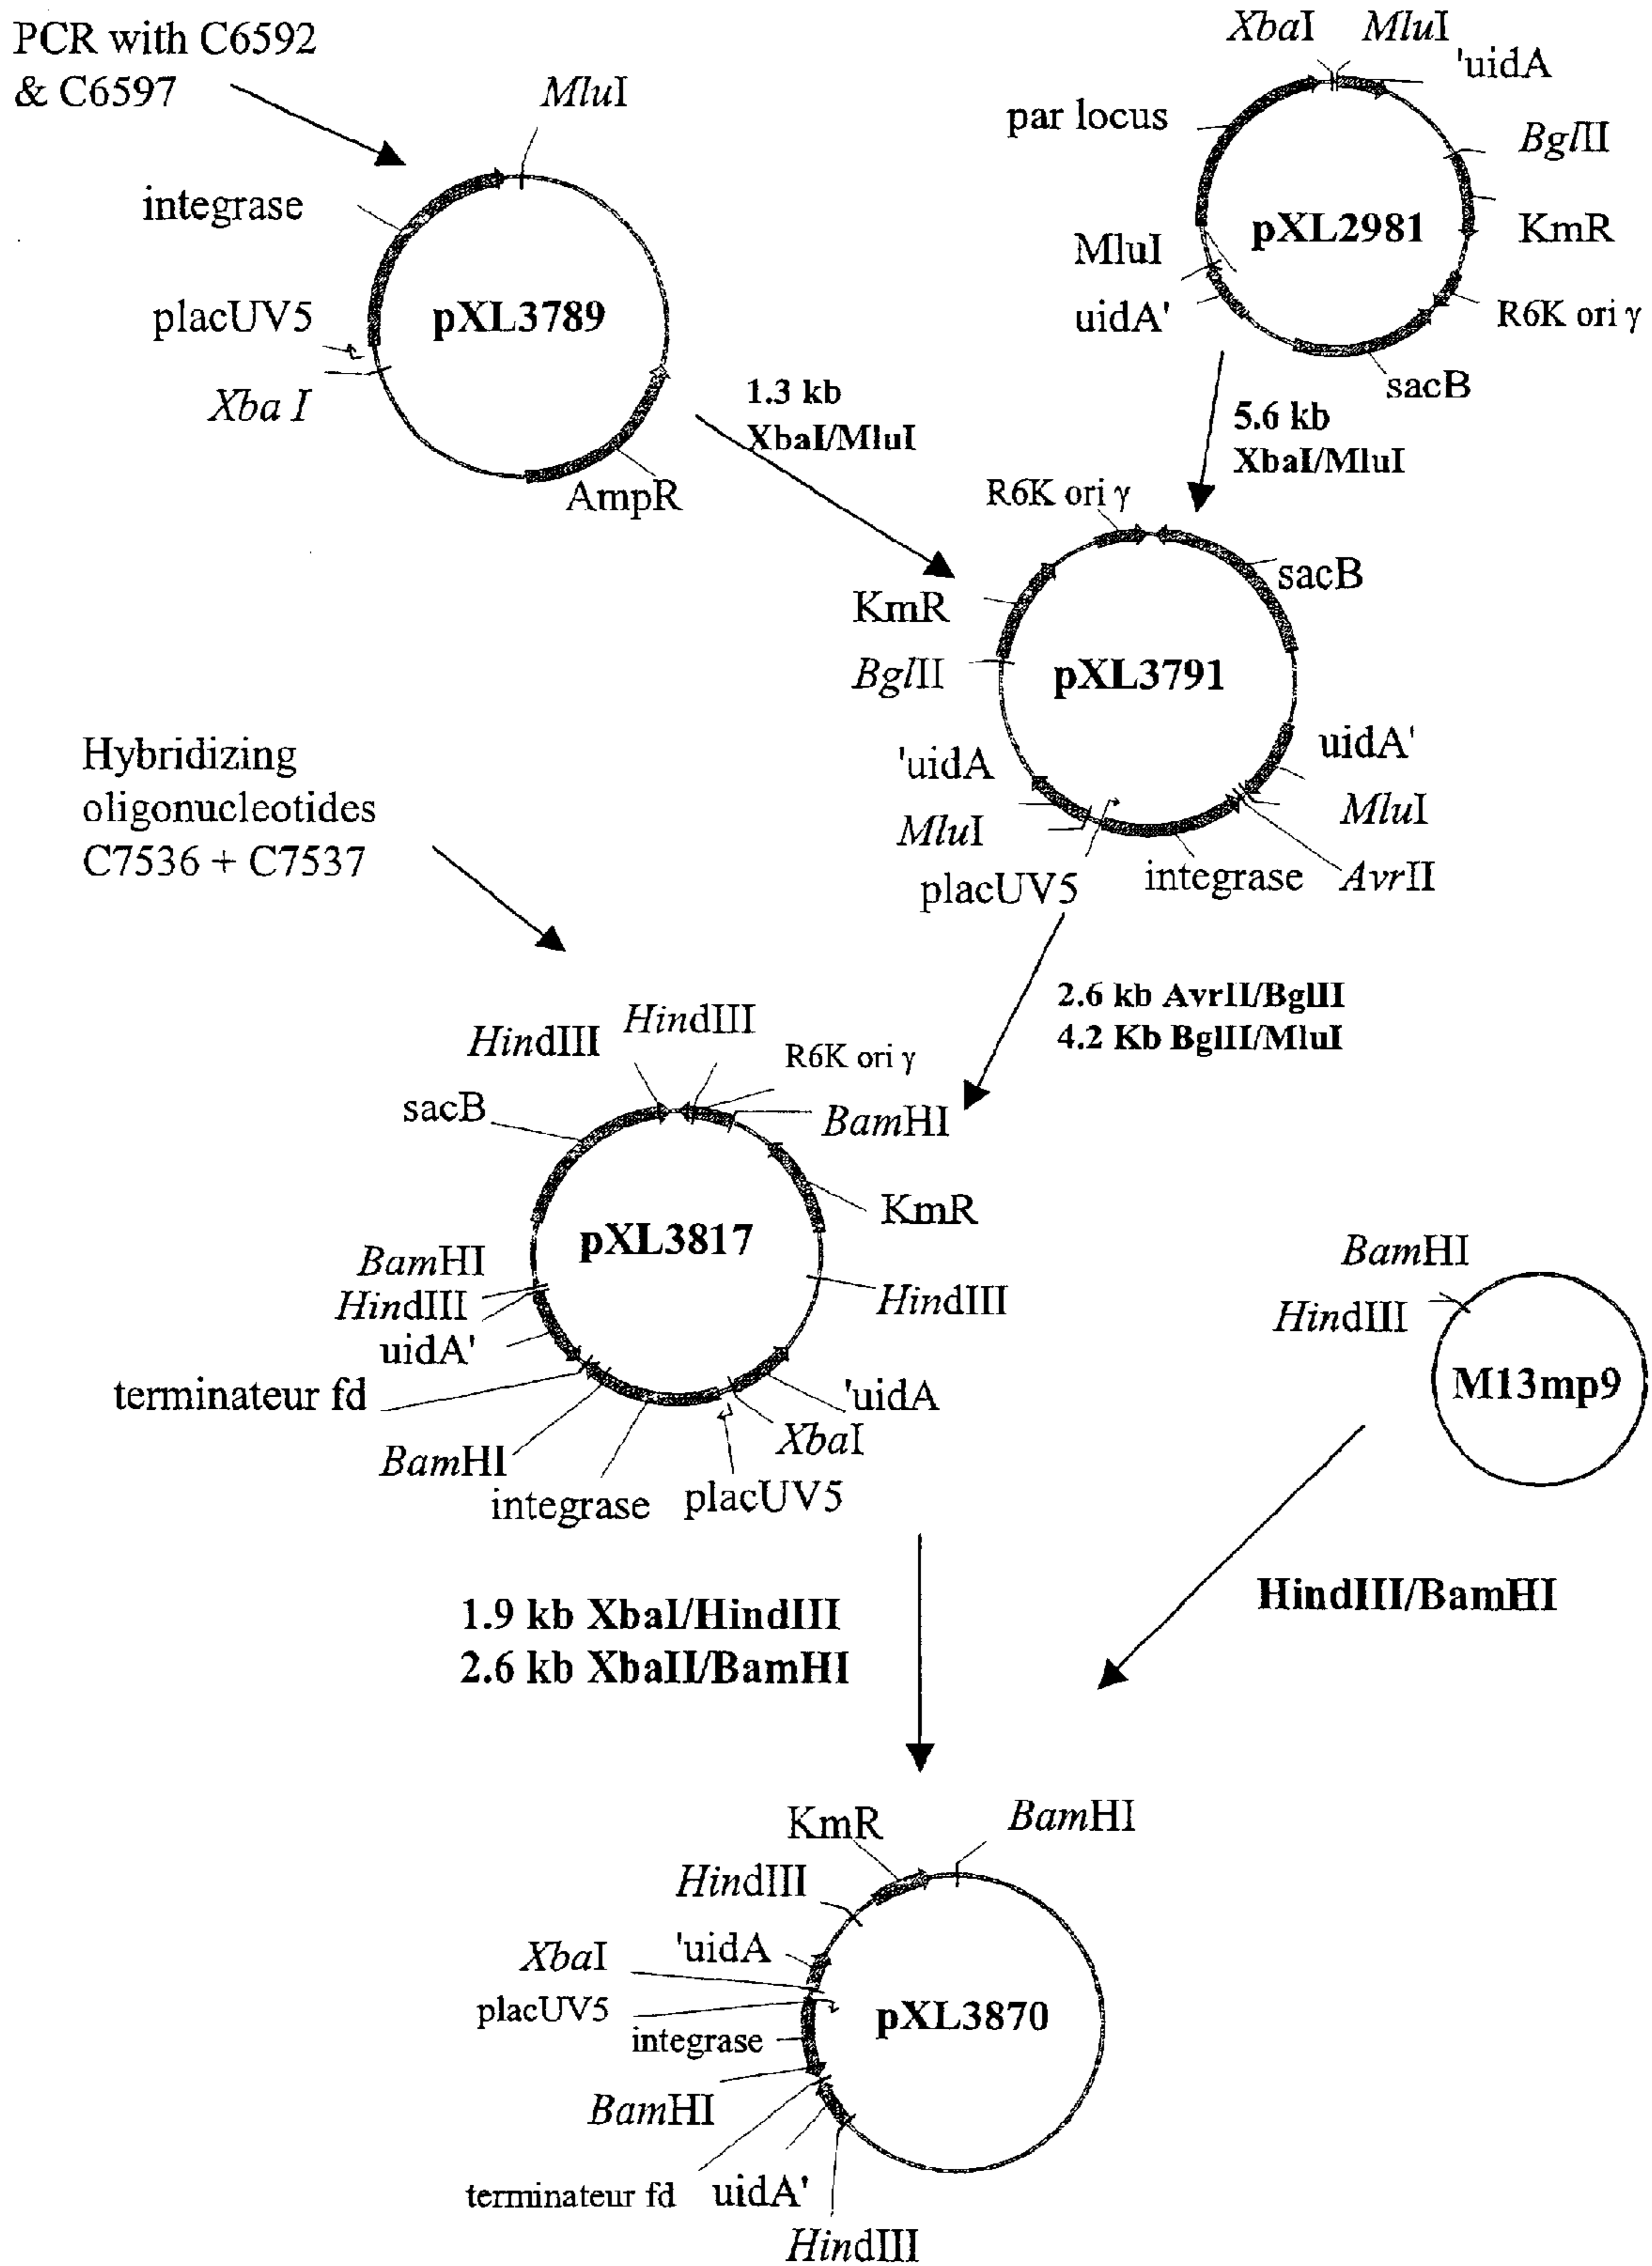 PCR with C6592
& C6597
MluI
integrase
placUV5
pXL3789
Xba I
AmpR
XbaI
MluI
'uidA
par locus
BglII
pXL2981
KmR
MluI
uidA'
R6K ori γ
sacB
1.3 kb
XbaI/MluI
5.6 kb
XbaI/MluI
R6K ori γ
sacB
KmR
BglII
pXL3791
'uidA
uidA'
MluI
MluI
placUV5
integrase
AvrII
Hybridizing
oligonucleotides
C7536 + C7537
2.6 kb AvrII/BglII
4.2 Kb BglII/MluI
HindIII
HindIII
R6K ori γ
sacB
BamHI
KmR
pXL3817
BamHI
HindIII
HindIII
uidA'
terminateur fd
'uidA
XbaI
BamHI
integrase
placUV5
BamHI
HindIII
M13mp9
1.9 kb XbaI/HindIII
2.6 kb XbaII/BamHI
HindIII/BamHI
KmR
BamHI
HindIII
'uidA
XbaI
placUV5
pXL3870
integrase
BamHI
terminateur fd
uidA'
HindIII